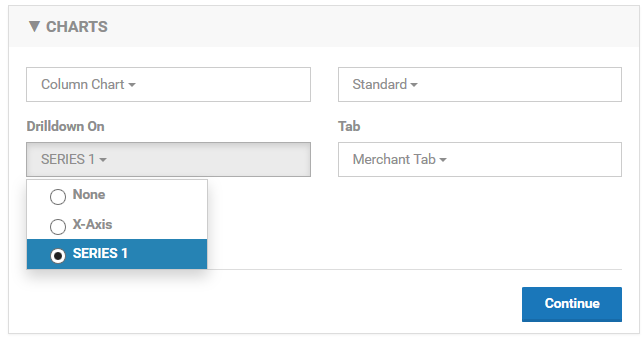 ▼ CHARTS
Column Chart
Standard
Drilldown On
Tab
SERIES 1
Merchant Tab
None
X-Axis
SERIES 1
Continue